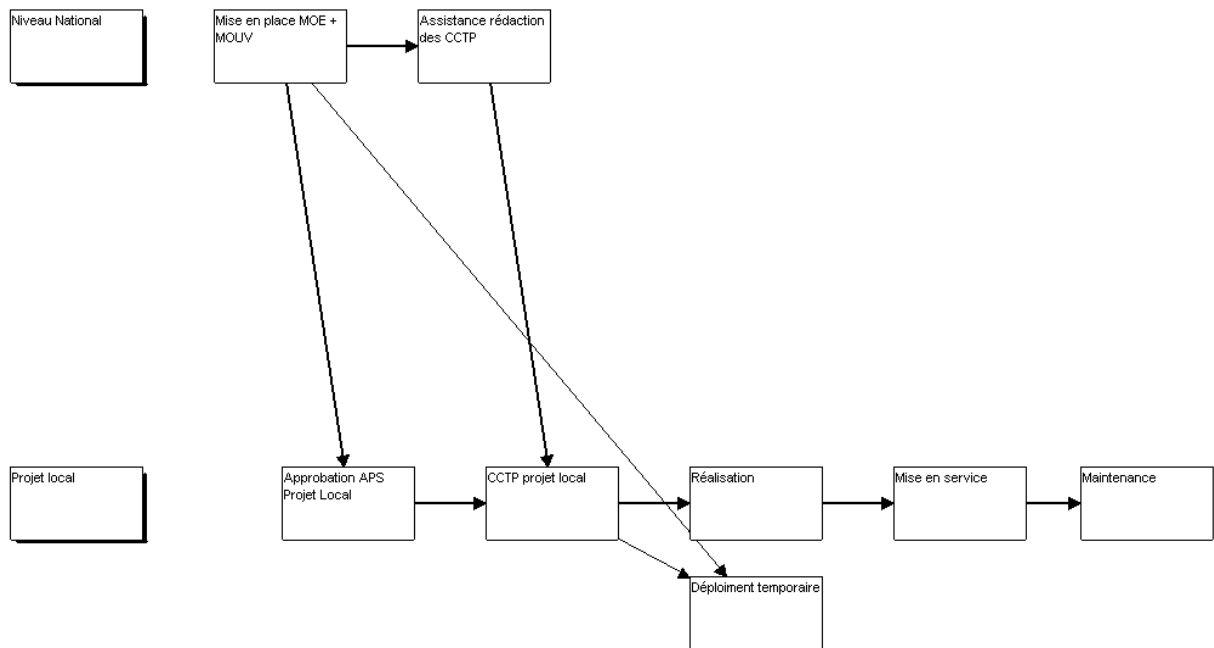 Niveau National
Mise en place MOE +
MOUV
Assistance rédaction
des CCTP
Projet local
Approbation APS
Projet Local
CCTP projet local
Réalisation
Mise en service
Maintenance
Déploiment temporaire